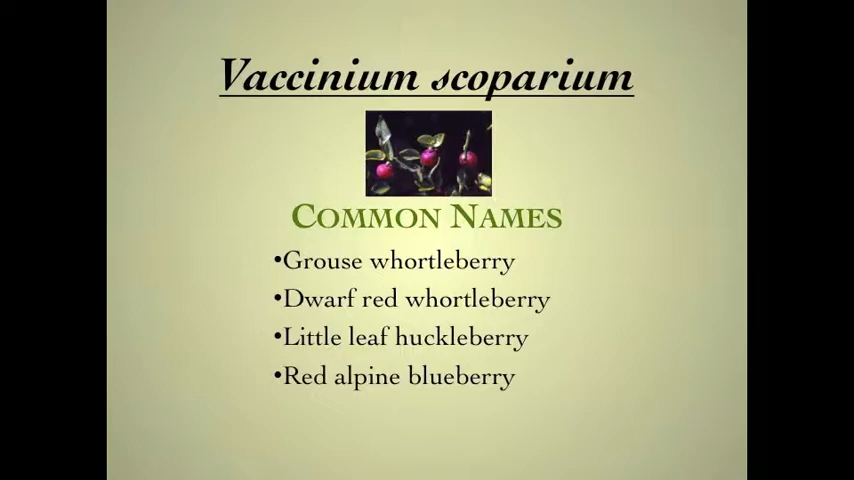 Vaccinium scoparium
COMMON NAMES
•Grouse whortleberry
•Dwarf red whortleberry
•Little leaf huckleberry
•Red alpine blueberry